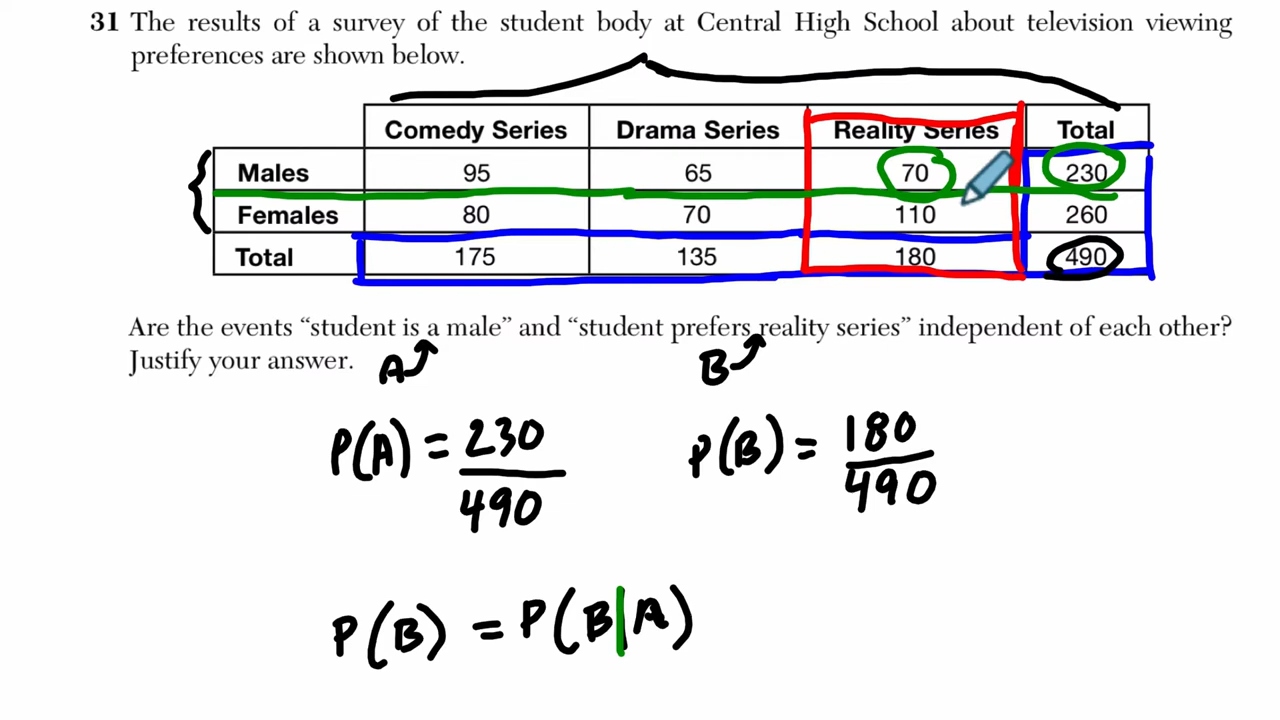 31 The results of a survey of the student body at Central High School about television viewing
preferences are shown below.
Comedy Series Drama Series Reality Series Total
Males 95 65 70 230
Females 80 70 110 260
Total 175 135 180 490
Are the events “student is a male” and “student prefers reality series” independent of each other?
Justify your answer. A B
P(A) = 230/490 P(B) = 180/490
P(B) = P(B|A)